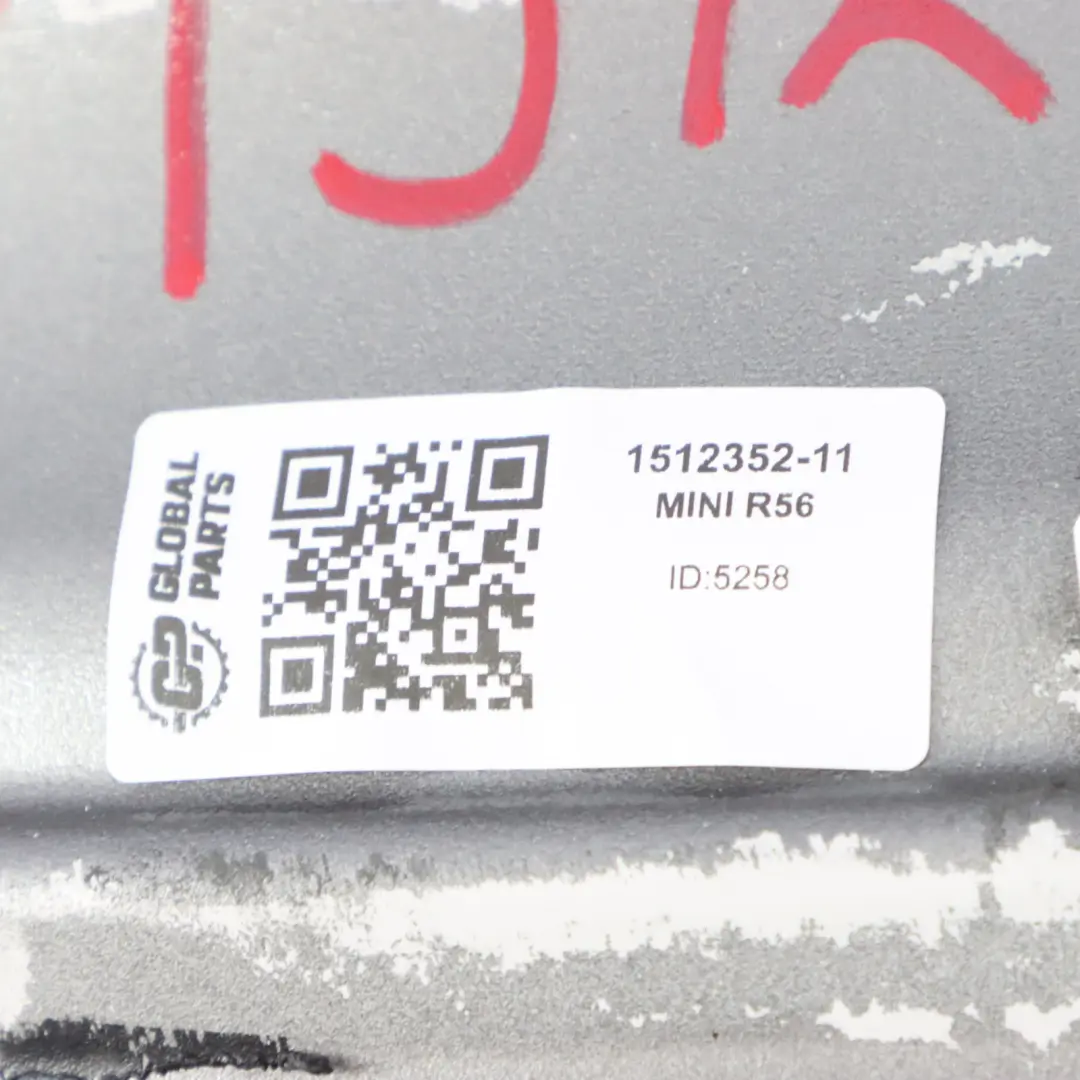 GLOBAL
PARTS
1512352-11
MINI R56
ID:5258